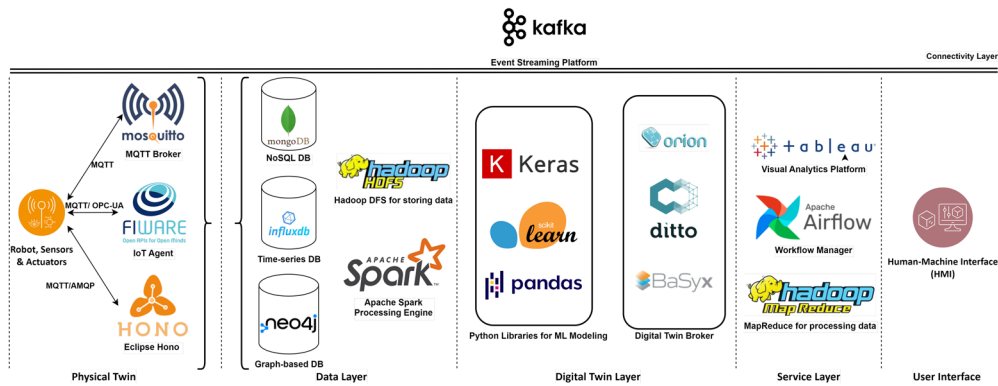 kafka
Event Streaming Platform
Connectivity Layer
mosquitto
MQTT Broker
MQTT
MQTT/ OPC-UA
FIWARE
Open APIs for Open Minds
IoT Agent
Robot, Sensors
& Actuators
MQTT/AMQP
HONO
Eclipse Hono
Physical Twin
mongoDB
NoSQL DB
influxdb
Time-series DB
neo4j
Graph-based DB
hadoop
HDFS
Hadoop DFS for storing data
APACHE
Spark
TM
Apache Spark
Processing Engine
Data Layer
K Keras
scikit
learn
pandas
Python Libraries for ML Modeling
orion
ditto
BaSyx
Digital Twin Broker
Digital Twin Layer
+ableau
Visual Analytics Platform
Apache
Airflow
Workflow Manager
hadoop
Map Reduce
MapReduce for processing data
Service Layer
Human-Machine Interface
(HMI)
User Interface